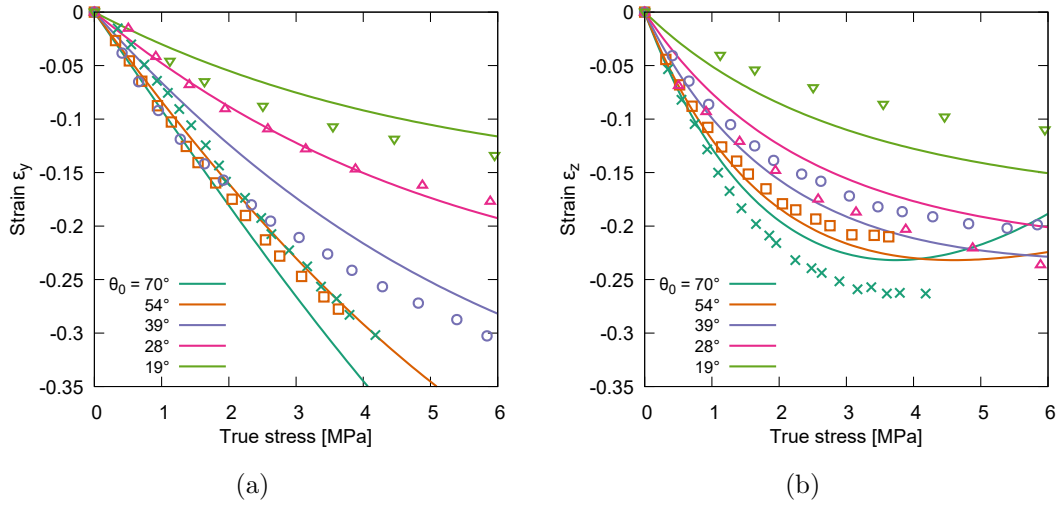 0
-0.05
-0.1
-0.15
-0.2
-0.25
-0.3
-0.35
Strain εy
θ0 = 70°
54°
39°
28°
19°
0 1 2 3 4 5 6
True stress [MPa]
(a)
0
-0.05
-0.1
-0.15
-0.2
-0.25
-0.3
-0.35
Strain εz
θ0 = 70°
54°
39°
28°
19°
0 1 2 3 4 5 6
True stress [MPa]
(b)